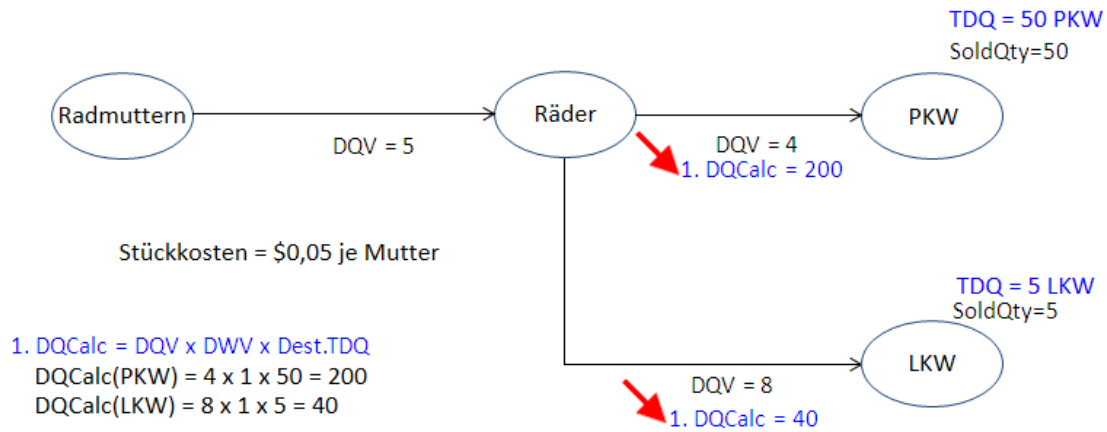 TDQ = 50 PKW
SoldQty=50
Radmuttern
Räder
PKW
DQV = 5
DQV = 4
1. DQCalc = 200
Stückkosten = $0,05 je Mutter
TDQ = 5 LKW
SoldQty=5
1. DQCalc = DQV x DWV x Dest.TDQ
DQCalc(PKW) = 4 x 1 x 50 = 200
DQCalc(LKW) = 8 x 1 x 5 = 40
LKW
DQV = 8
1. DQCalc = 40